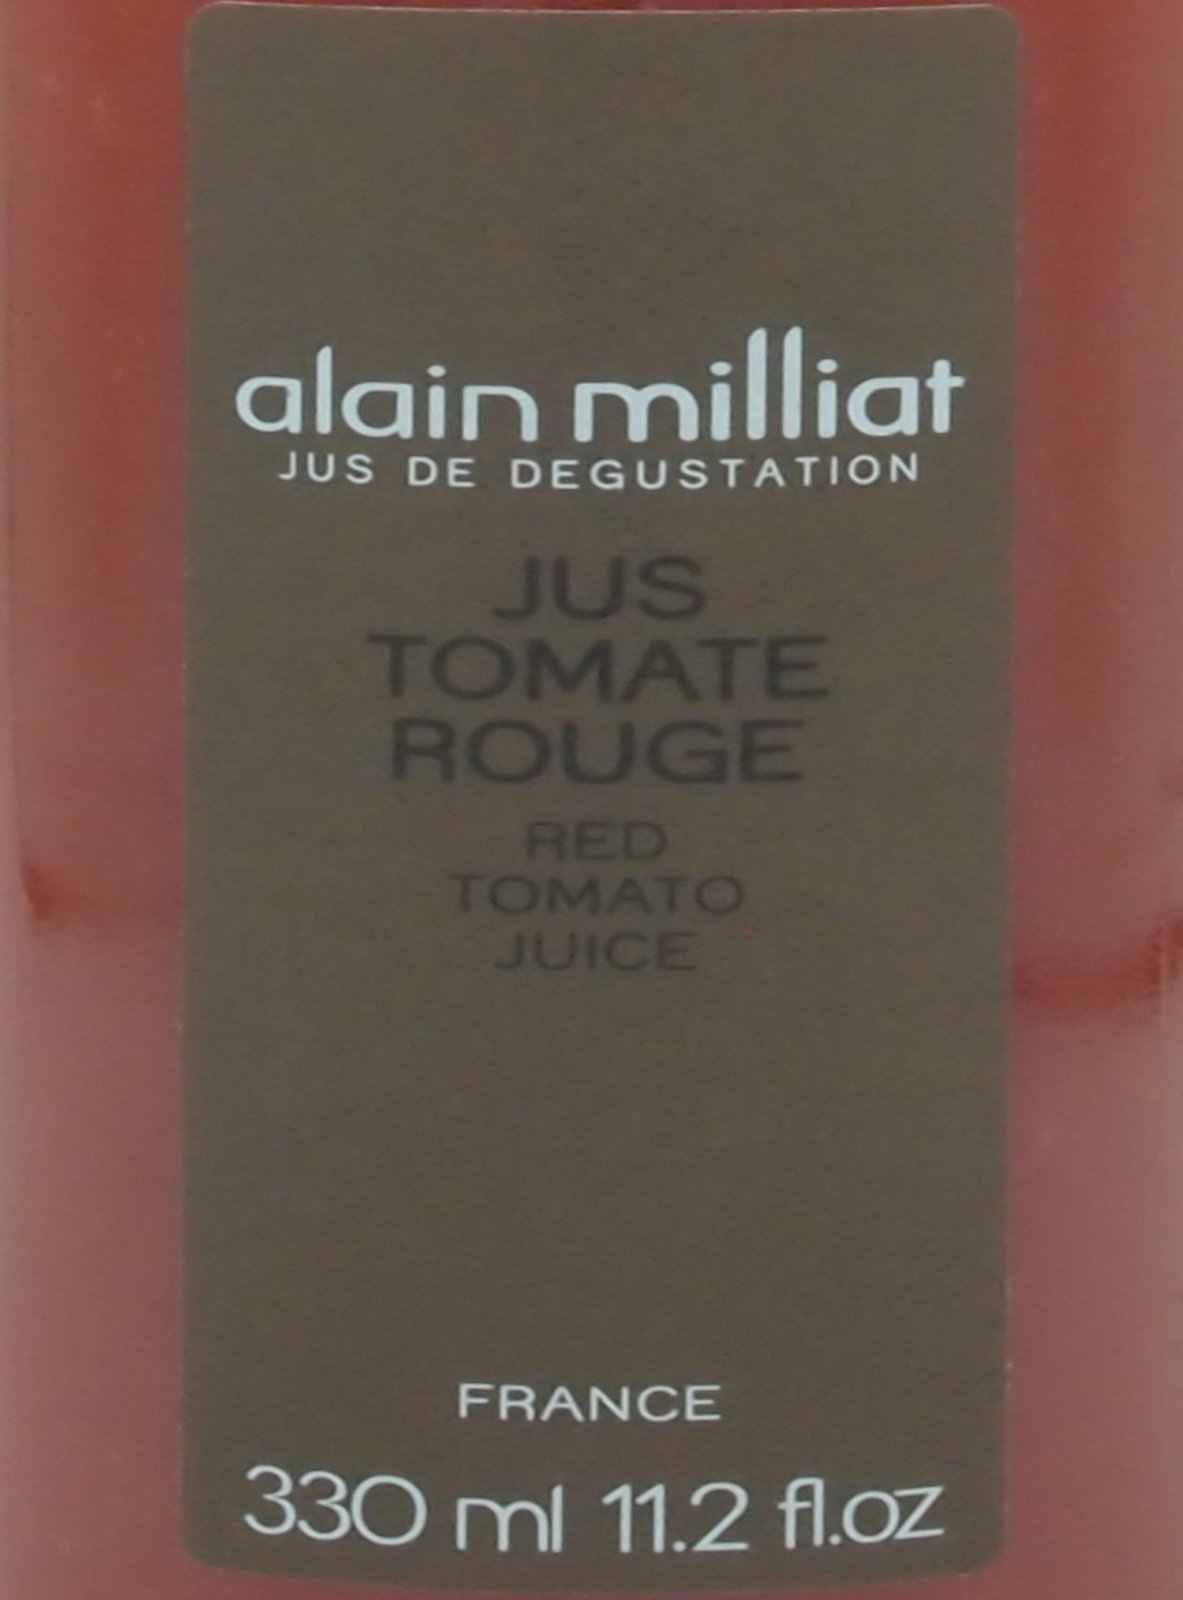 alain milliat
JUS DE DEGUSTATION
JUS
TOMATE
ROUGE
RED
TOMATO
JUICE
FRANCE
330 ml 11.2 fl.oz